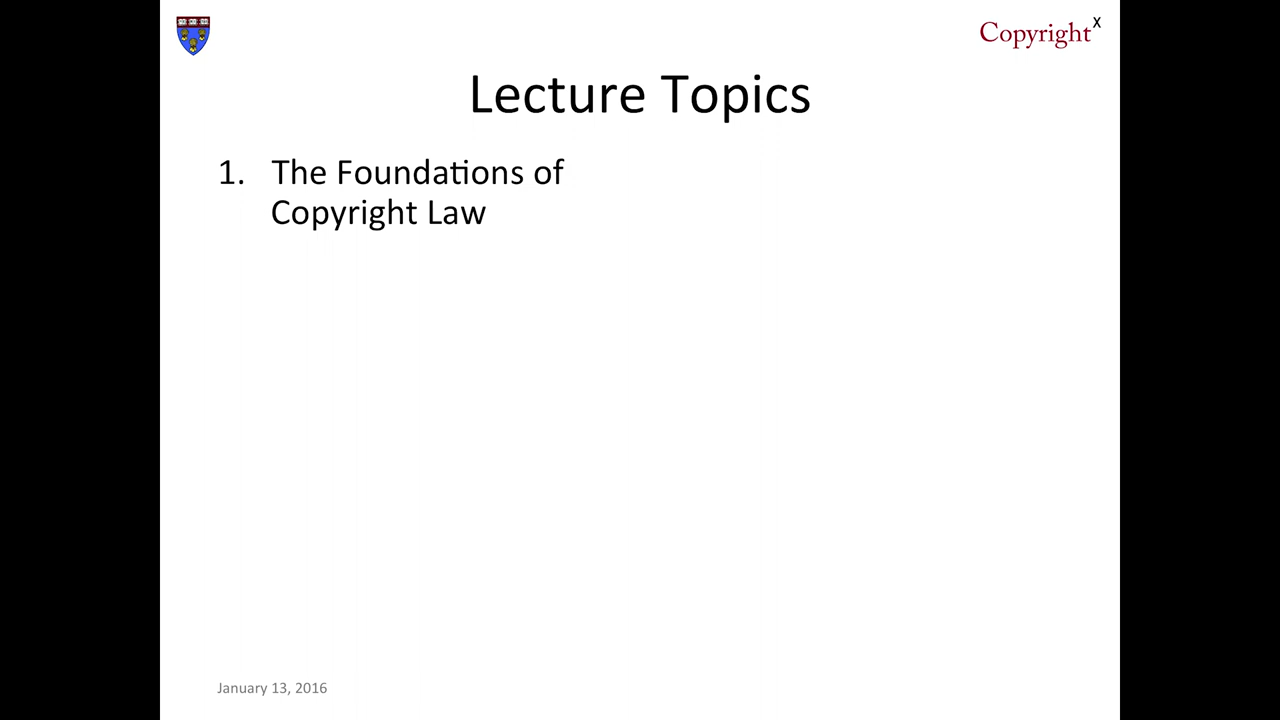 Copyright^X
Lecture Topics
1. The Foundations of
Copyright Law
January 13, 2016